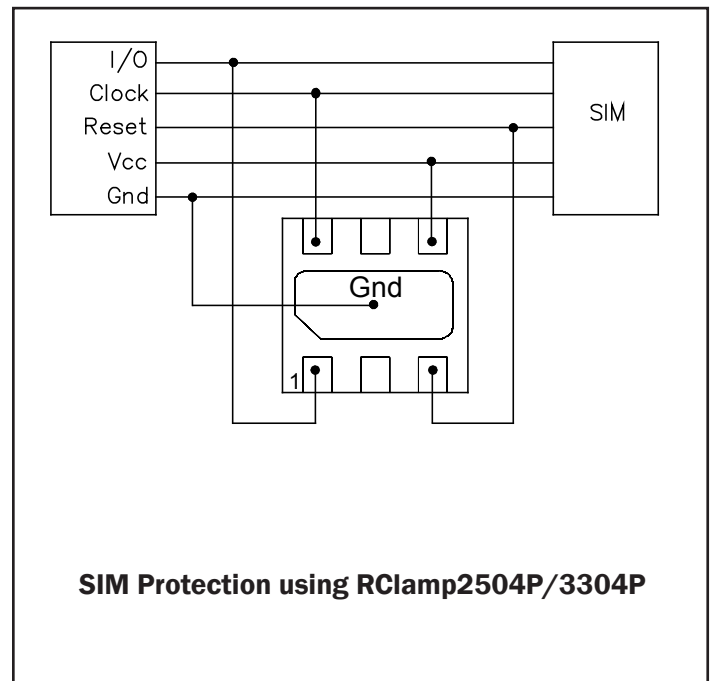 I/O
Clock
Reset
Vcc
Gnd
SIM
Gnd
1
SIM Protection using RClamp2504P/3304P